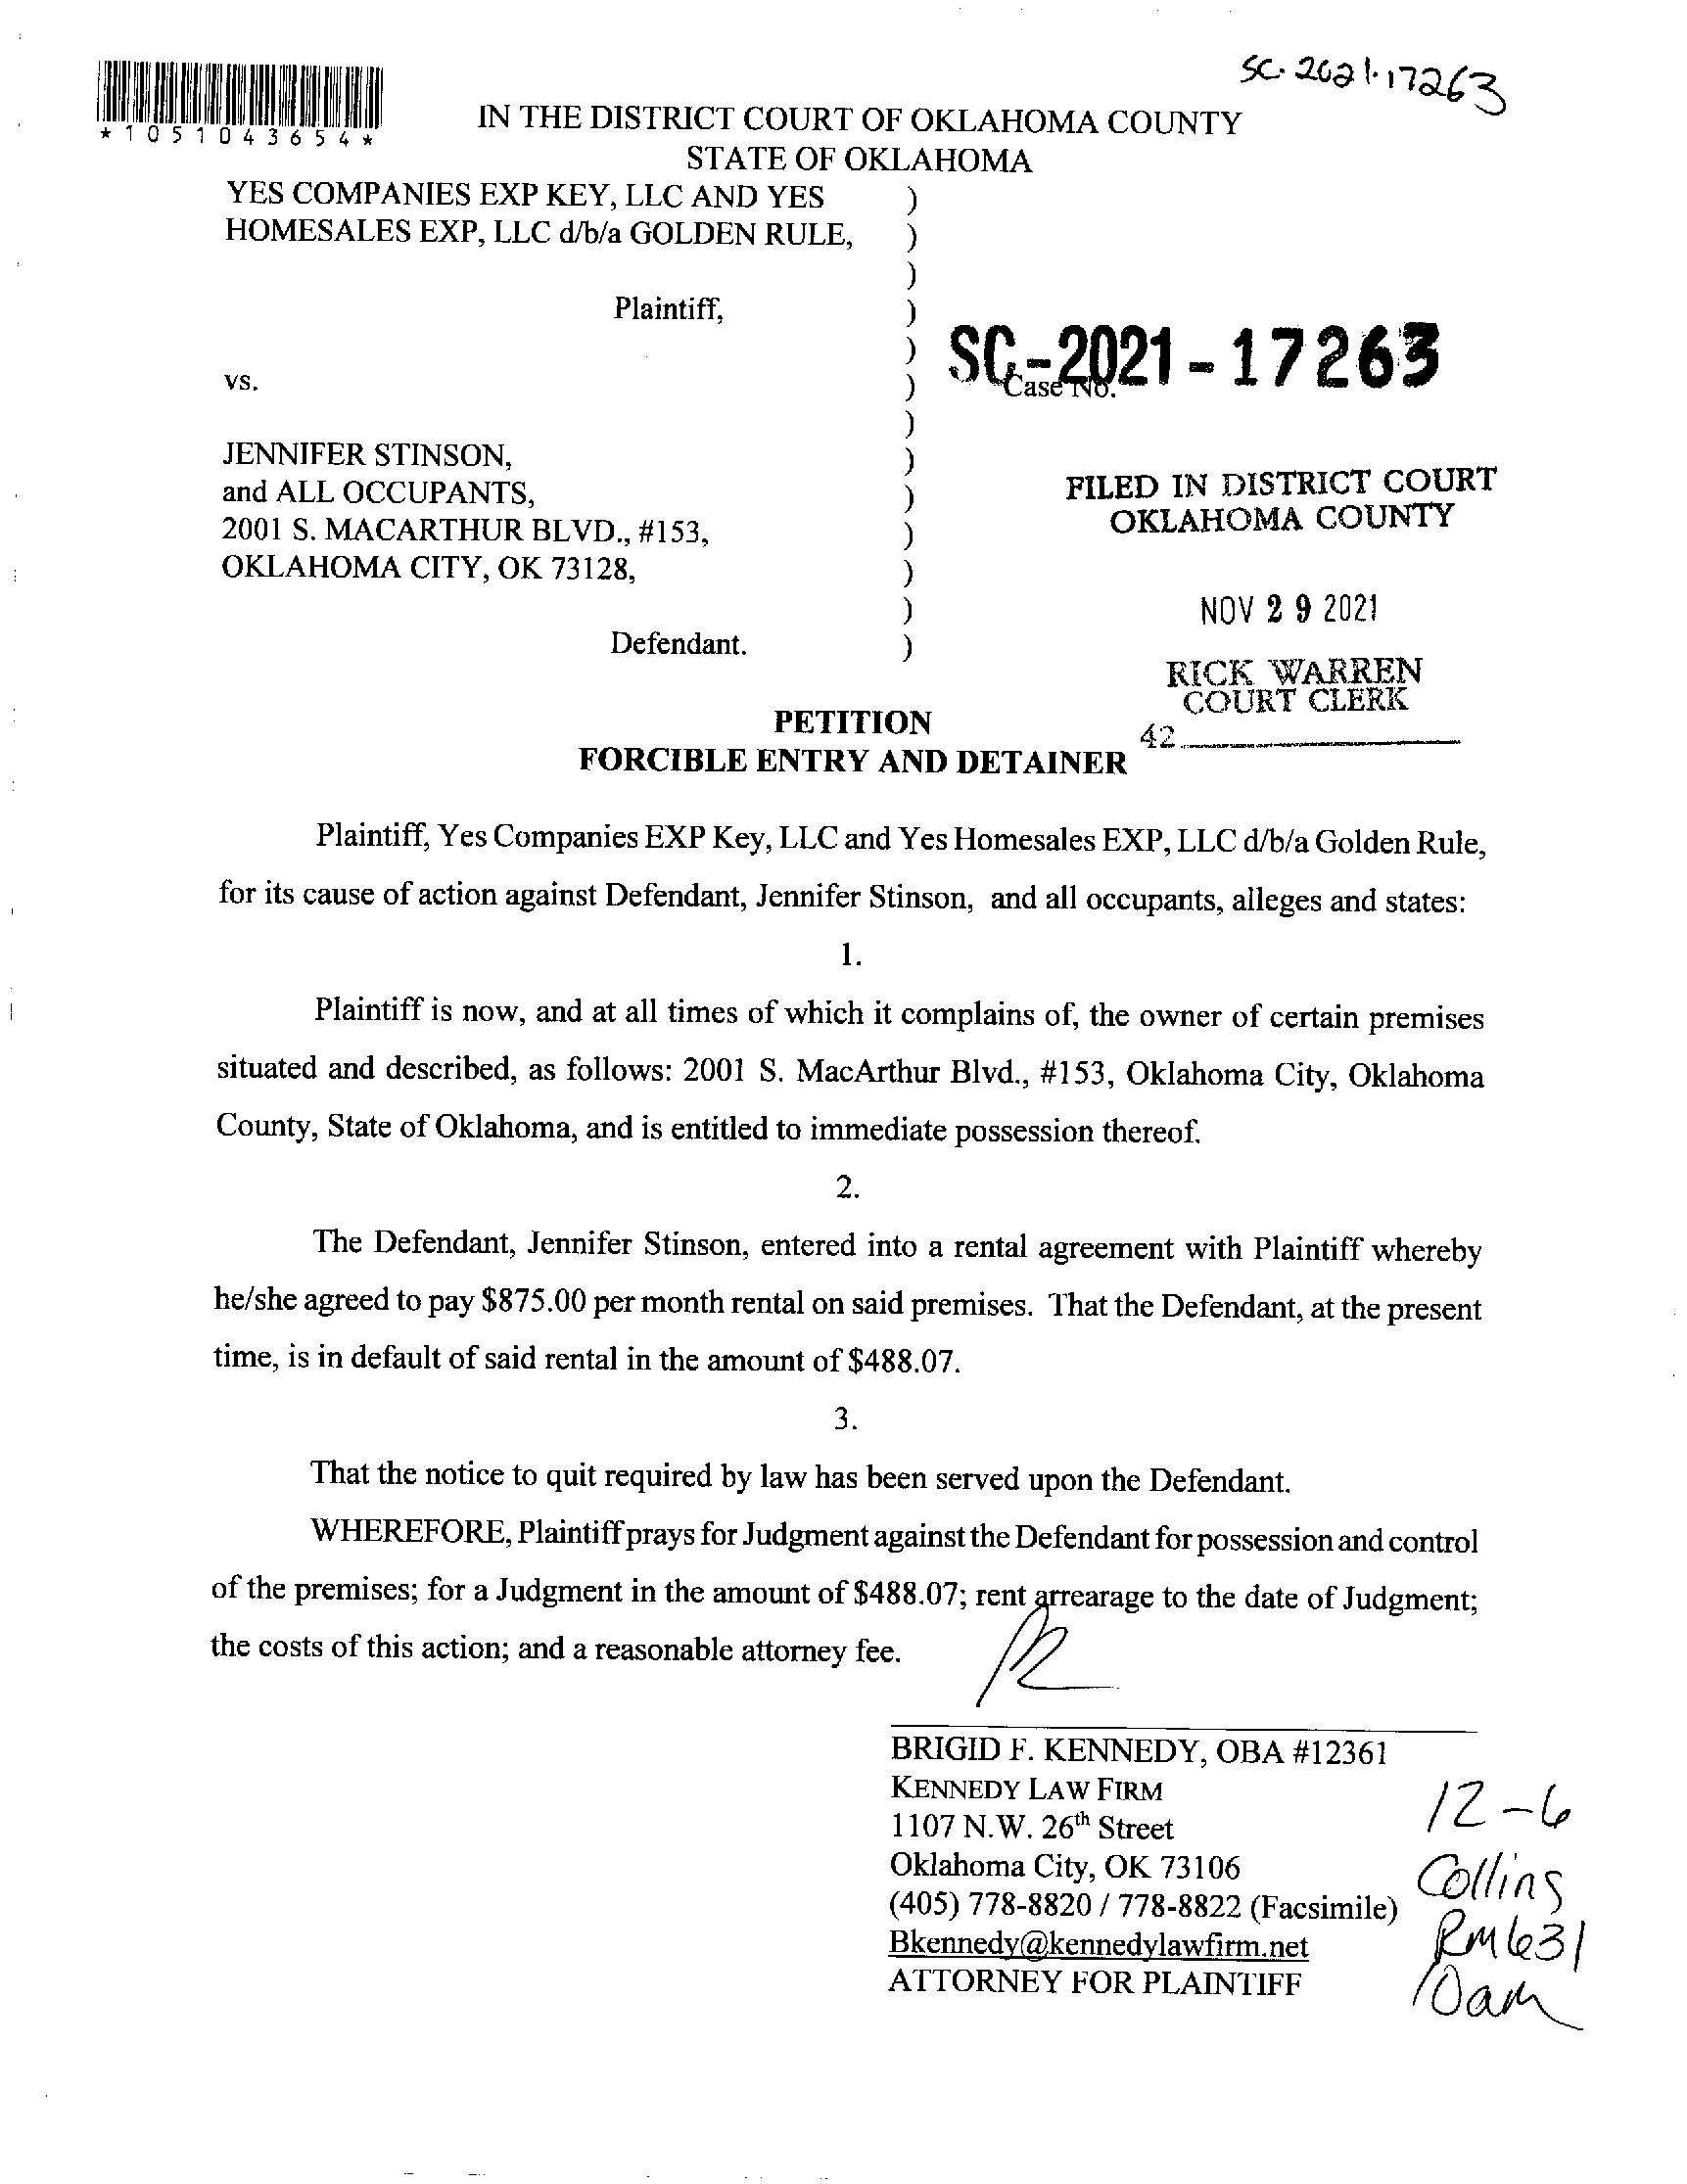 SC-2021-17263
*1051043654*
IN THE DISTRICT COURT OF OKLAHOMA COUNTY
STATE OF OKLAHOMA
YES COMPANIES EXP KEY, LLC AND YES )
HOMESALES EXP, LLC d/b/a GOLDEN RULE, )
)
Plaintiff, )
)
vs. ) Case No. SC-2021-17263
)
JENNIFER STINSON, )
and ALL OCCUPANTS, )
2001 S. MACARTHUR BLVD., #153, )
OKLAHOMA CITY, OK 73128, )
)
Defendant. )
FILED IN DISTRICT COURT
OKLAHOMA COUNTY
NOV 29 2021
RICK WARREN
COURT CLERK
42
PETITION
FORCIBLE ENTRY AND DETAINER
Plaintiff, Yes Companies EXP Key, LLC and Yes Homesales EXP, LLC d/b/a Golden Rule,
for its cause of action against Defendant, Jennifer Stinson, and all occupants, alleges and states:
1.
Plaintiff is now, and at all times of which it complains of, the owner of certain premises
situated and described, as follows: 2001 S. MacArthur Blvd., #153, Oklahoma City, Oklahoma
County, State of Oklahoma, and is entitled to immediate possession thereof.
2.
The Defendant, Jennifer Stinson, entered into a rental agreement with Plaintiff whereby
he/she agreed to pay $875.00 per month rental on said premises. That the Defendant, at the present
time, is in default of said rental in the amount of $488.07.
3.
That the notice to quit required by law has been served upon the Defendant.
WHEREFORE, Plaintiff prays for Judgment against the Defendant for possession and control
of the premises; for a Judgment in the amount of $488.07; rent arrearage to the date of Judgment;
the costs of this action; and a reasonable attorney fee.
BRIGID F. KENNEDY, OBA #12361
KENNEDY LAW FIRM
1107 N.W. 26th Street
Oklahoma City, OK 73106
(405) 778-8820 / 778-8822 (Facsimile)
Bkennedy@kennedylawfirm.net
ATTORNEY FOR PLAINTIFF
12-6
Collins
RM 631
10am